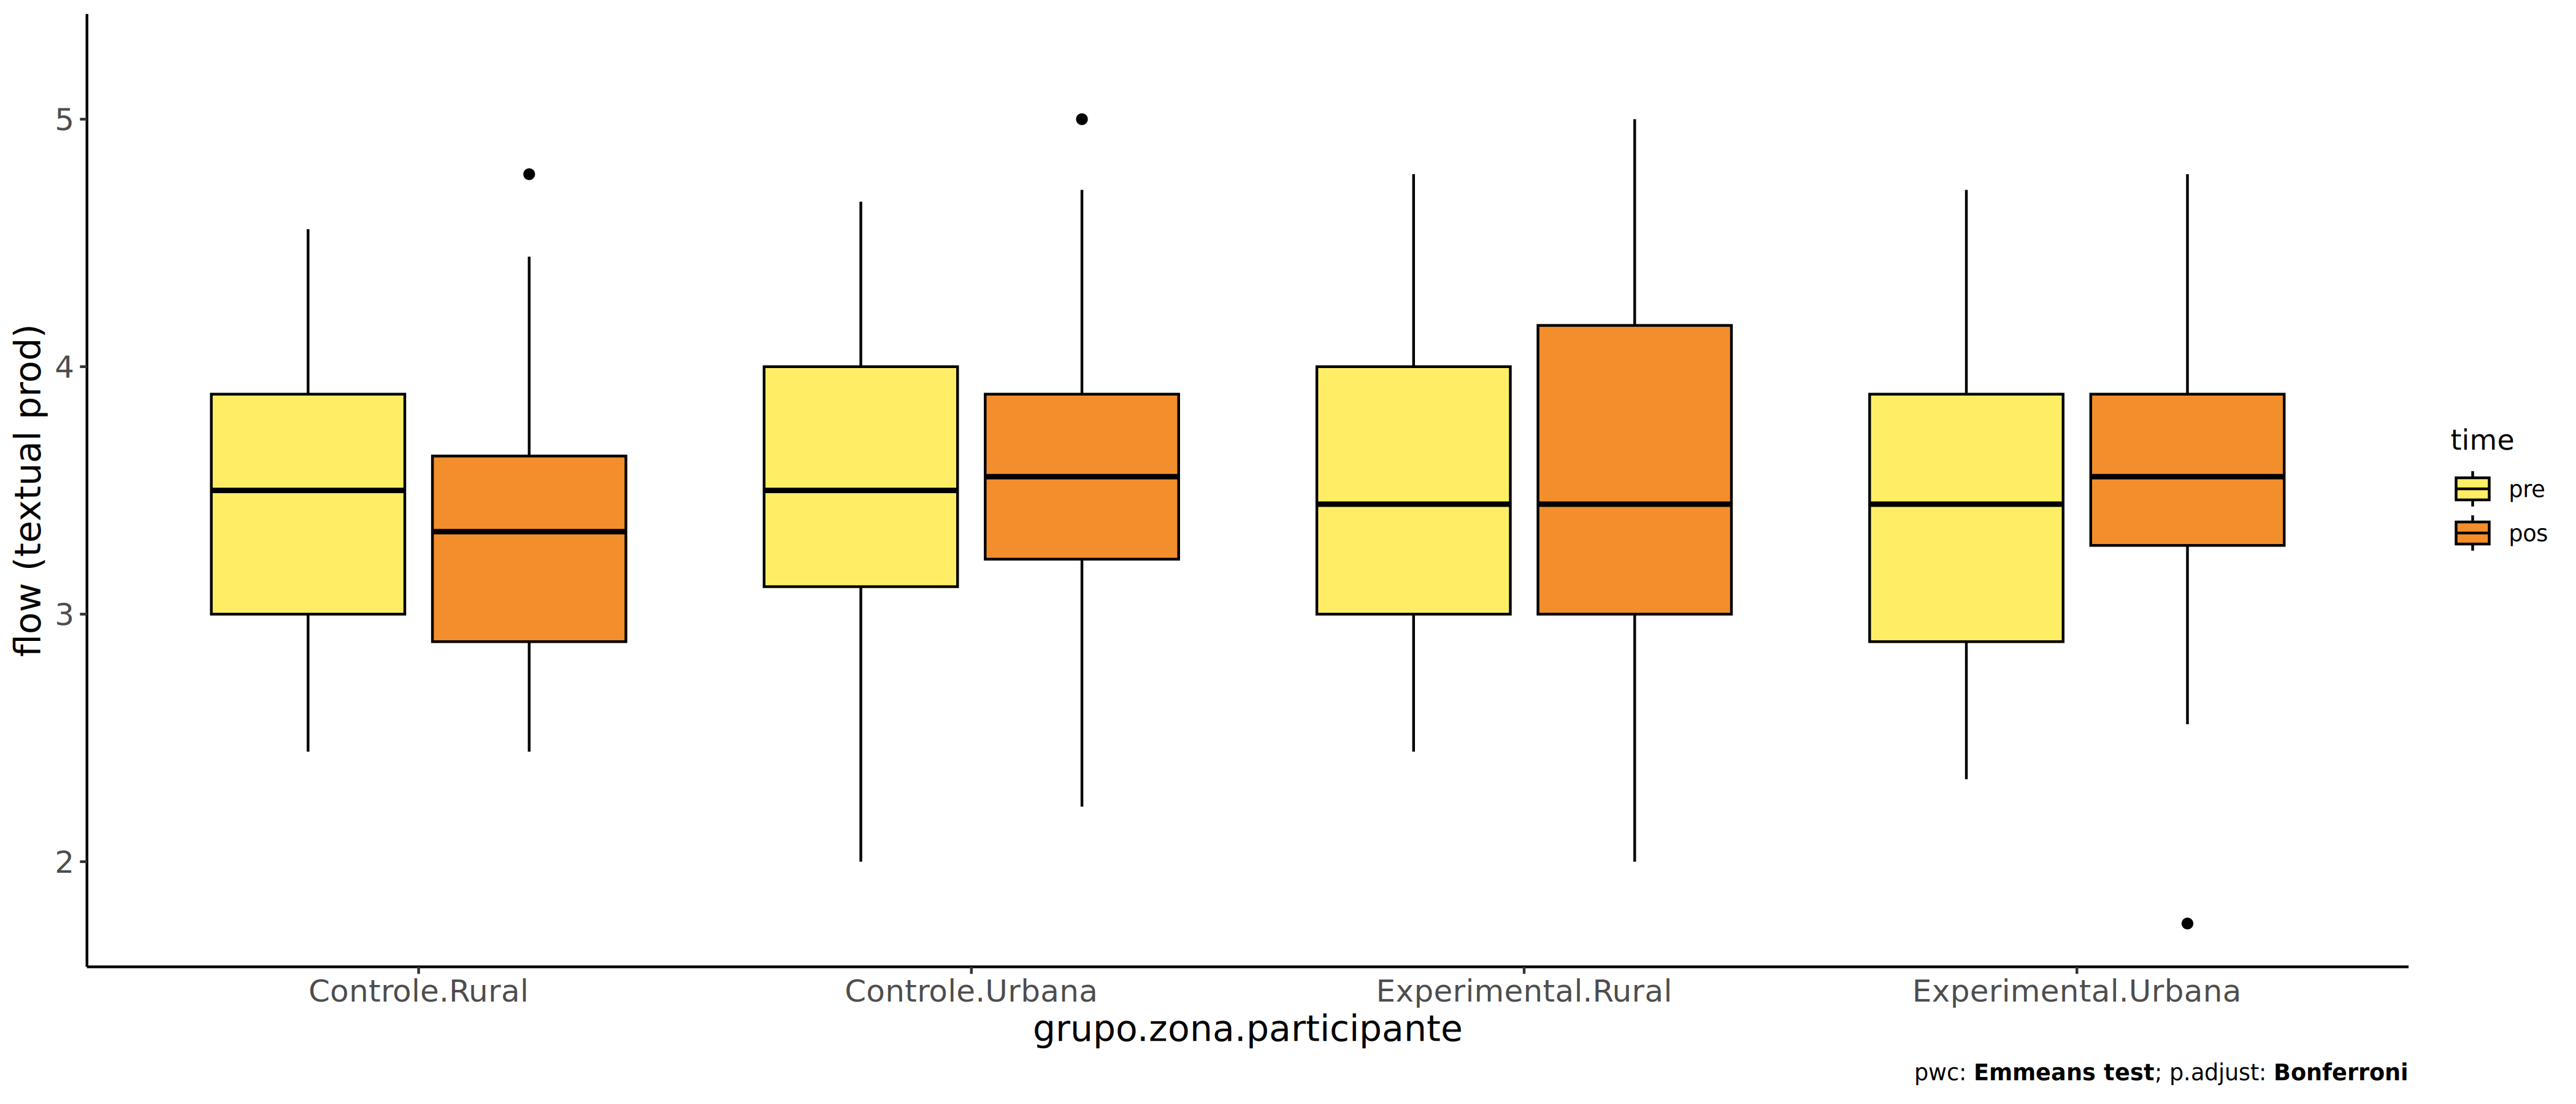 flow (textual prod)
5
4
3
2
Controle.Rural
Controle.Urbana
Experimental.Rural
Experimental.Urbana
grupo.zona.participante
time
pre
pos
pwc: Emmeans test; p.adjust: Bonferroni